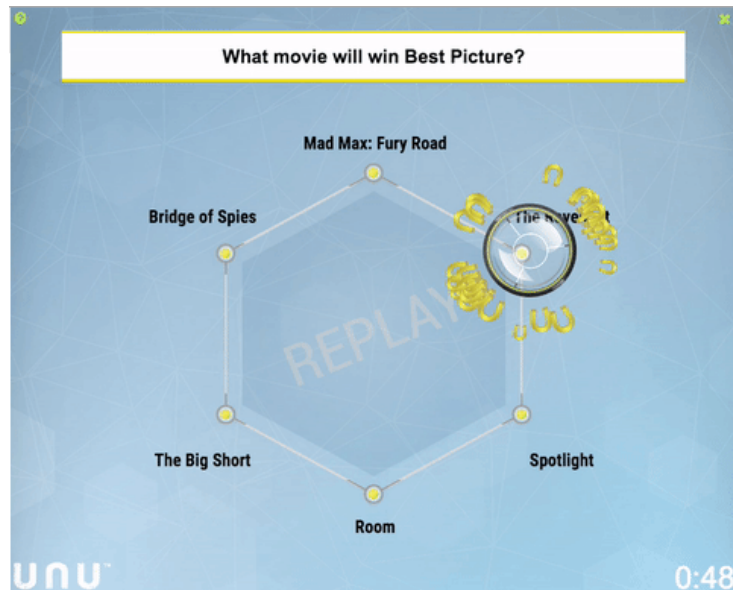 What movie will win Best Picture?
Mad Max: Fury Road
Bridge of Spies
The
REPLAY
The Big Short
Spotlight
Room
UNU
0:48